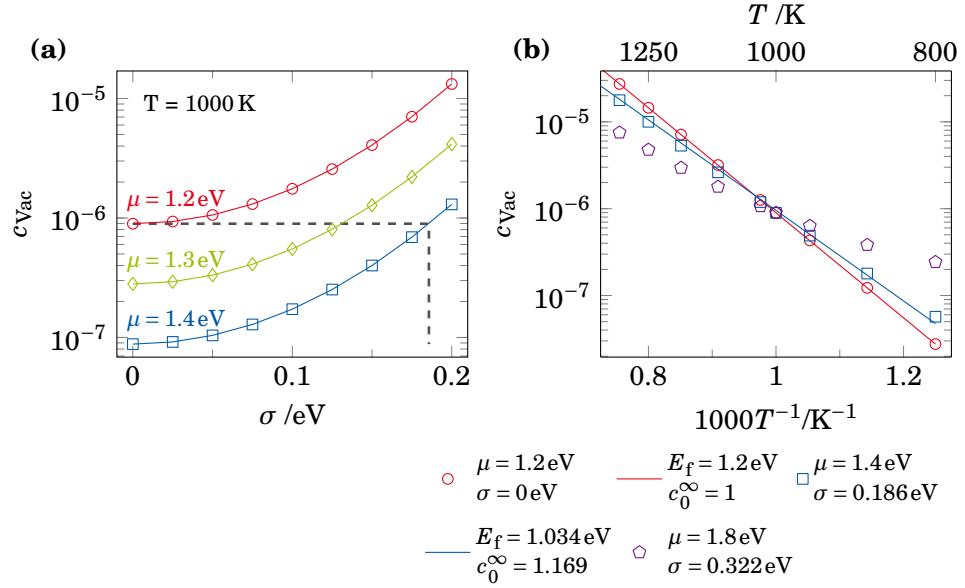 (a)
T = 1000 K
μ = 1.2 eV
μ = 1.3 eV
μ = 1.4 eV
10⁻⁵
10⁻⁶
10⁻⁷
c_Vac
0 0.1 0.2
σ /eV
(b)
T /K
1250 1000 800
10⁻⁵
10⁻⁶
10⁻⁷
c_Vac
0.8 1 1.2
1000T⁻¹/K⁻¹
μ = 1.2 eV
σ = 0 eV
E_f = 1.2 eV
c₀^∞ = 1
μ = 1.4 eV
σ = 0.186 eV
E_f = 1.034 eV
c₀^∞ = 1.169
μ = 1.8 eV
σ = 0.322 eV